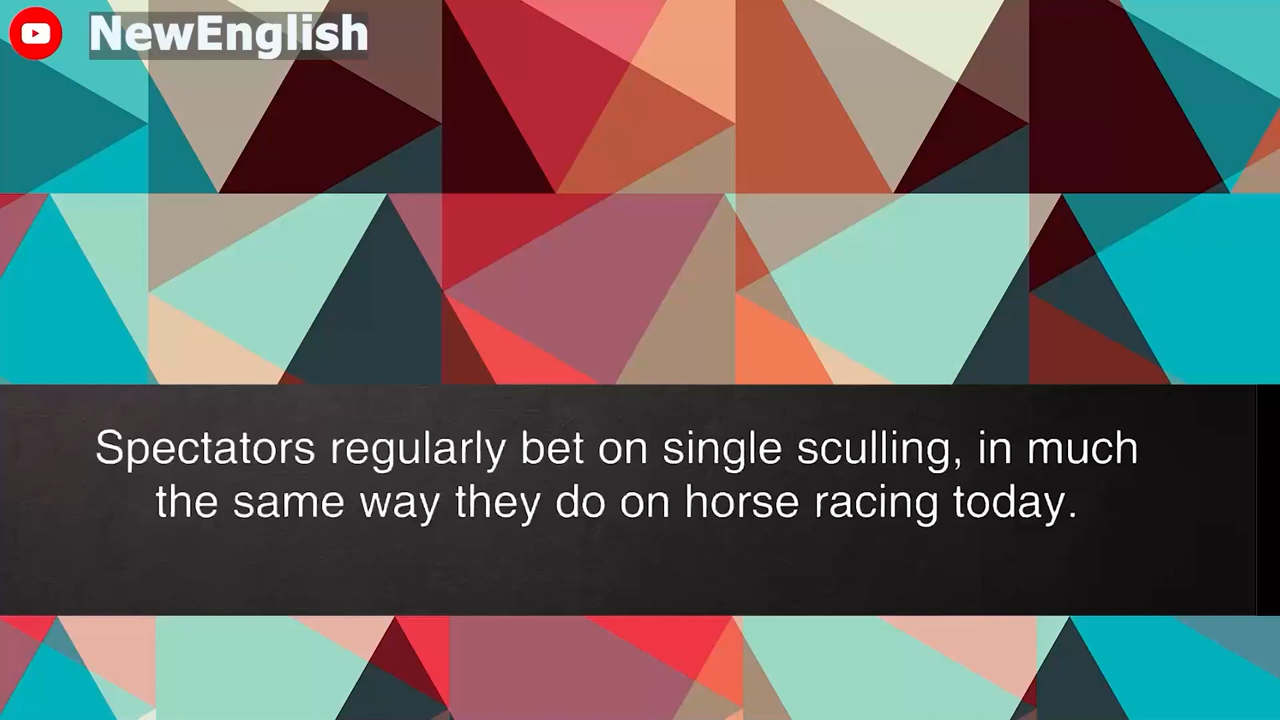 NewEnglish
Spectators regularly bet on single sculling, in much
the same way they do on horse racing today.